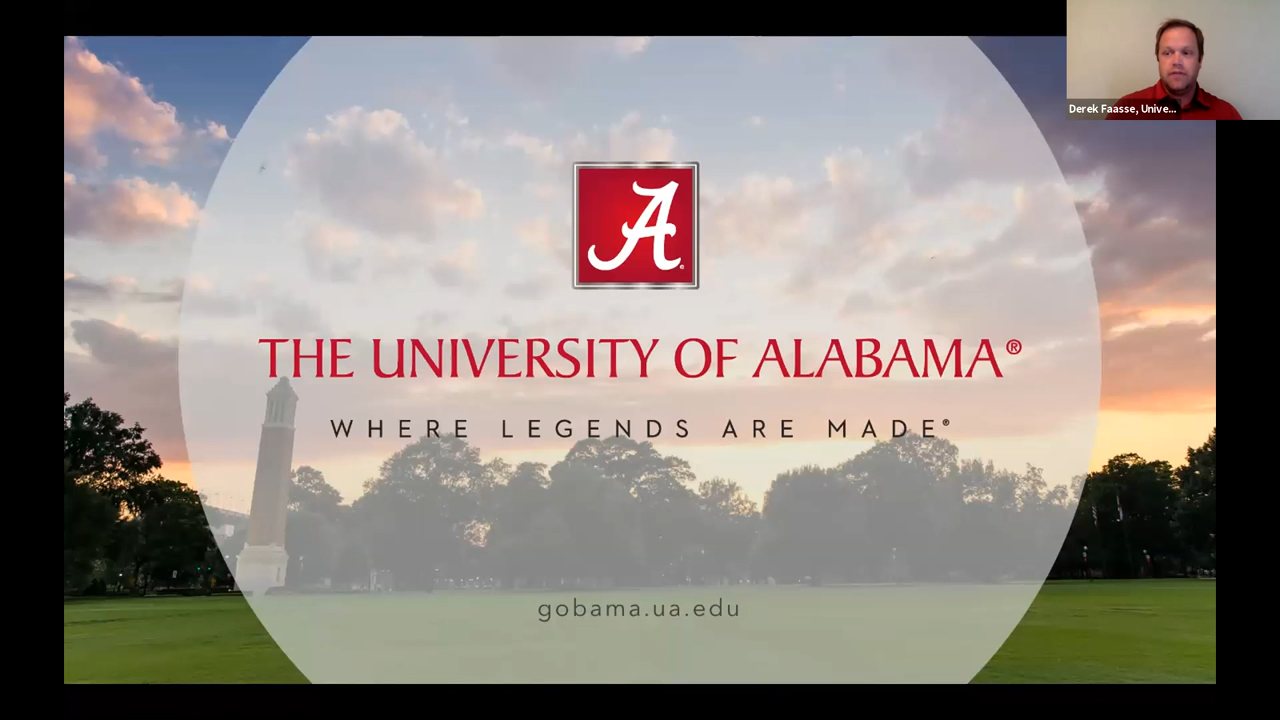 Derek Faasse, Unive...
A
THE UNIVERSITY OF ALABAMA®
WHERE LEGENDS ARE MADE®
gobama.ua.edu